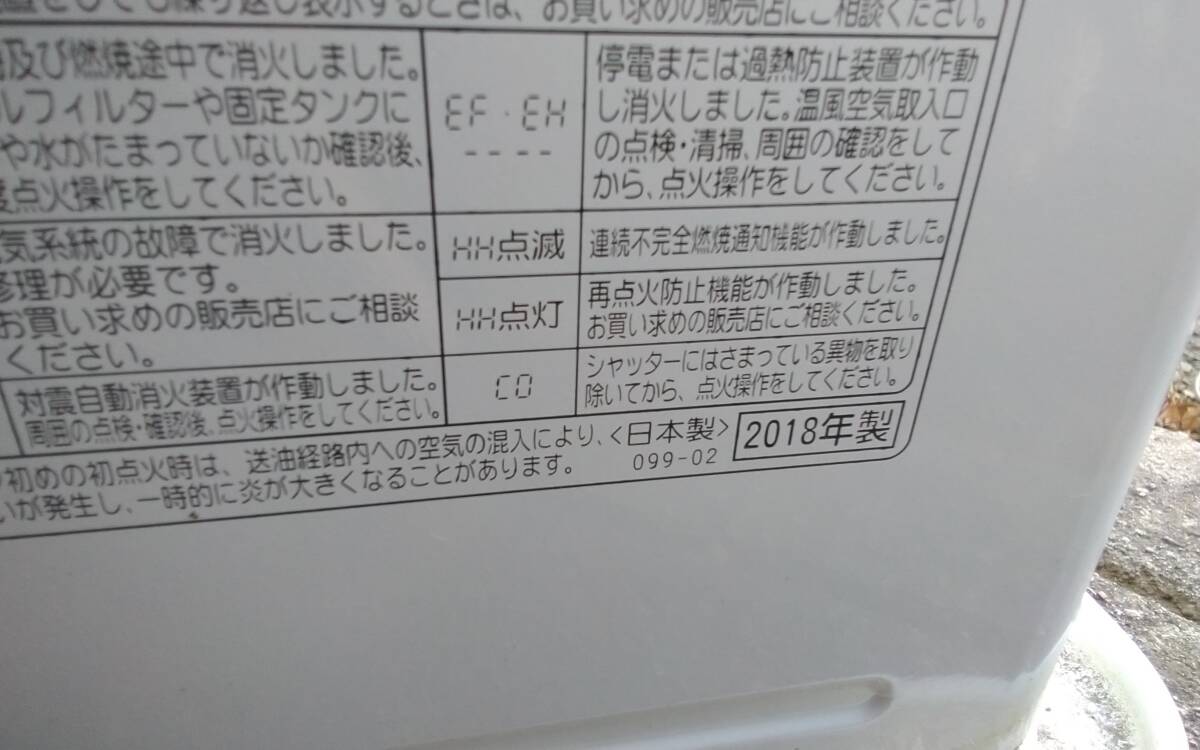 してても繰り返し表示するときは、お買い求めの販売店にご相談ください。
及び燃焼途中で消火しました。
ルフィルターや固定タンクに
や水がたまっていないか確認後、
点火操作をしてください。
EF・EH
----
停電または過熱防止装置が作動
し消火しました。温風空気取入口
の点検・清掃、周囲の確認をして
から、点火操作をしてください。
気系統の故障で消火しました。
修理が必要です。
お買い求めの販売店にご相談
ください。
HH点滅
連続不完全燃焼通知機能が作動しました。
HH点灯
再点火防止機能が作動しました。
お買い求めの販売店にご相談ください。
対震自動消火装置が作動しました。
周囲の点検・確認後、点火操作をしてください。
CO
シャッターにはさまっている異物を取り
除いてから、点火操作をしてください。
初めの初点火時は、送油経路内への空気の混入により、
いが発生し、一時的に炎が大きくなることがあります。
<日本製>
099-02
2018年製